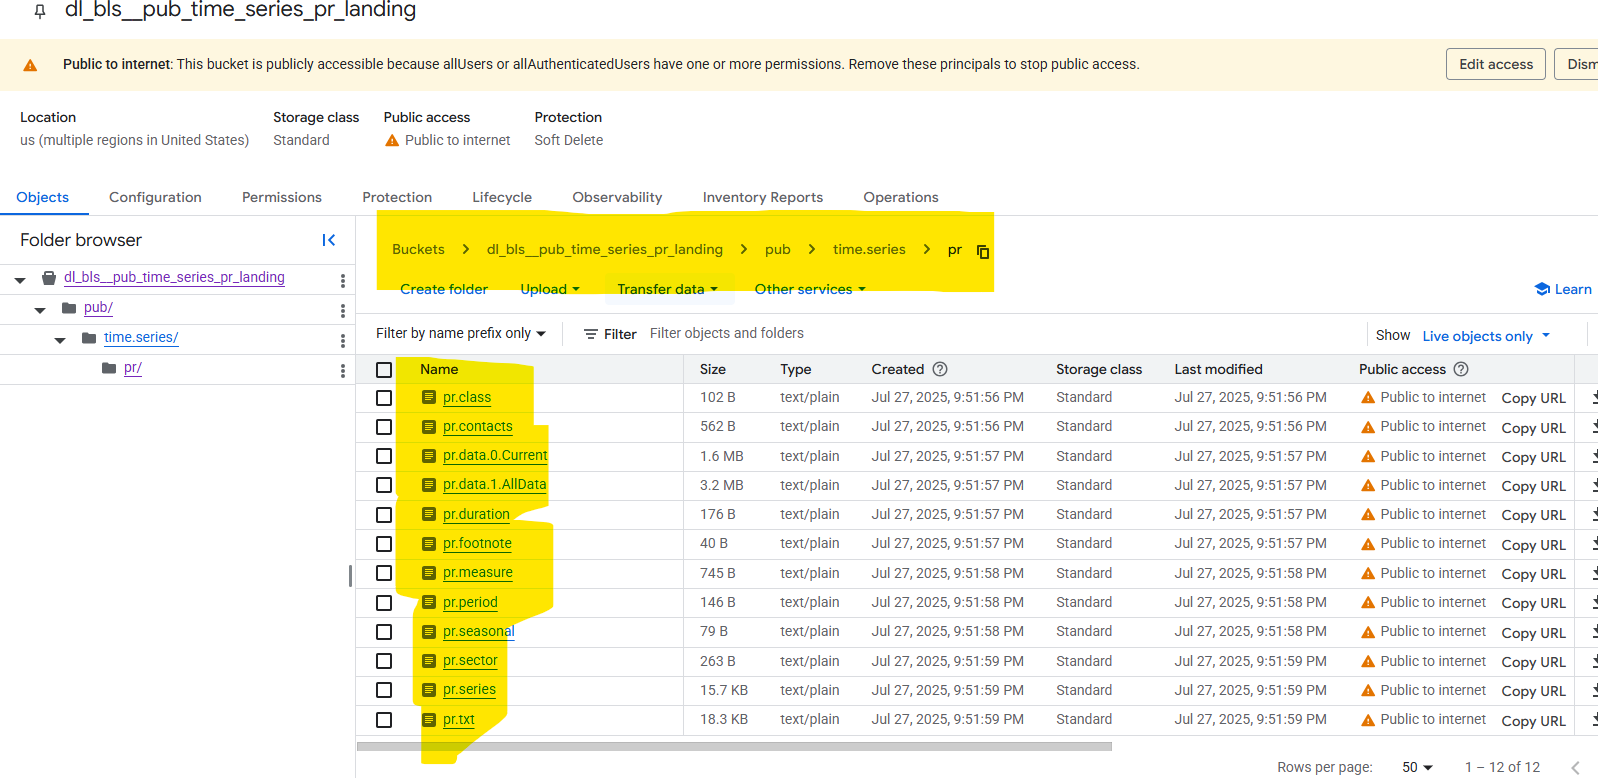 dl_bls__pub_time_series_pr_landing
Public to internet: This bucket is publicly accessible because allUsers or allAuthenticatedUsers have one or more permissions. Remove these principals to stop public access. Edit access Dism
Location Storage class Public access Protection
us (multiple regions in United States) Standard Public to internet Soft Delete
Objects Configuration Permissions Protection Lifecycle Observability Inventory Reports Operations
Folder browser
dl_bls__pub_time_series_pr_landing
pub/
time.series/
pr/
Buckets > dl_bls__pub_time_series_pr_landing > pub > time.series > pr
Create folder Upload Transfer data Other services Learn
Filter by name prefix only Filter Filter objects and folders Show Live objects only
Name Size Type Created Storage class Last modified Public access
pr.class 102 B text/plain Jul 27, 2025, 9:51:56 PM Standard Jul 27, 2025, 9:51:56 PM Public to internet Copy URL
pr.contacts 562 B text/plain Jul 27, 2025, 9:51:56 PM Standard Jul 27, 2025, 9:51:56 PM Public to internet Copy URL
pr.data.0.Current 1.6 MB text/plain Jul 27, 2025, 9:51:57 PM Standard Jul 27, 2025, 9:51:57 PM Public to internet Copy URL
pr.data.1.AllData 3.2 MB text/plain Jul 27, 2025, 9:51:57 PM Standard Jul 27, 2025, 9:51:57 PM Public to internet Copy URL
pr.duration 176 B text/plain Jul 27, 2025, 9:51:57 PM Standard Jul 27, 2025, 9:51:57 PM Public to internet Copy URL
pr.footnote 40 B text/plain Jul 27, 2025, 9:51:57 PM Standard Jul 27, 2025, 9:51:57 PM Public to internet Copy URL
pr.measure 745 B text/plain Jul 27, 2025, 9:51:58 PM Standard Jul 27, 2025, 9:51:58 PM Public to internet Copy URL
pr.period 146 B text/plain Jul 27, 2025, 9:51:58 PM Standard Jul 27, 2025, 9:51:58 PM Public to internet Copy URL
pr.seasonal 79 B text/plain Jul 27, 2025, 9:51:58 PM Standard Jul 27, 2025, 9:51:58 PM Public to internet Copy URL
pr.sector 263 B text/plain Jul 27, 2025, 9:51:59 PM Standard Jul 27, 2025, 9:51:59 PM Public to internet Copy URL
pr.series 15.7 KB text/plain Jul 27, 2025, 9:51:59 PM Standard Jul 27, 2025, 9:51:59 PM Public to internet Copy URL
pr.txt 18.3 KB text/plain Jul 27, 2025, 9:51:59 PM Standard Jul 27, 2025, 9:51:59 PM Public to internet Copy URL
Rows per page: 50 1 – 12 of 12